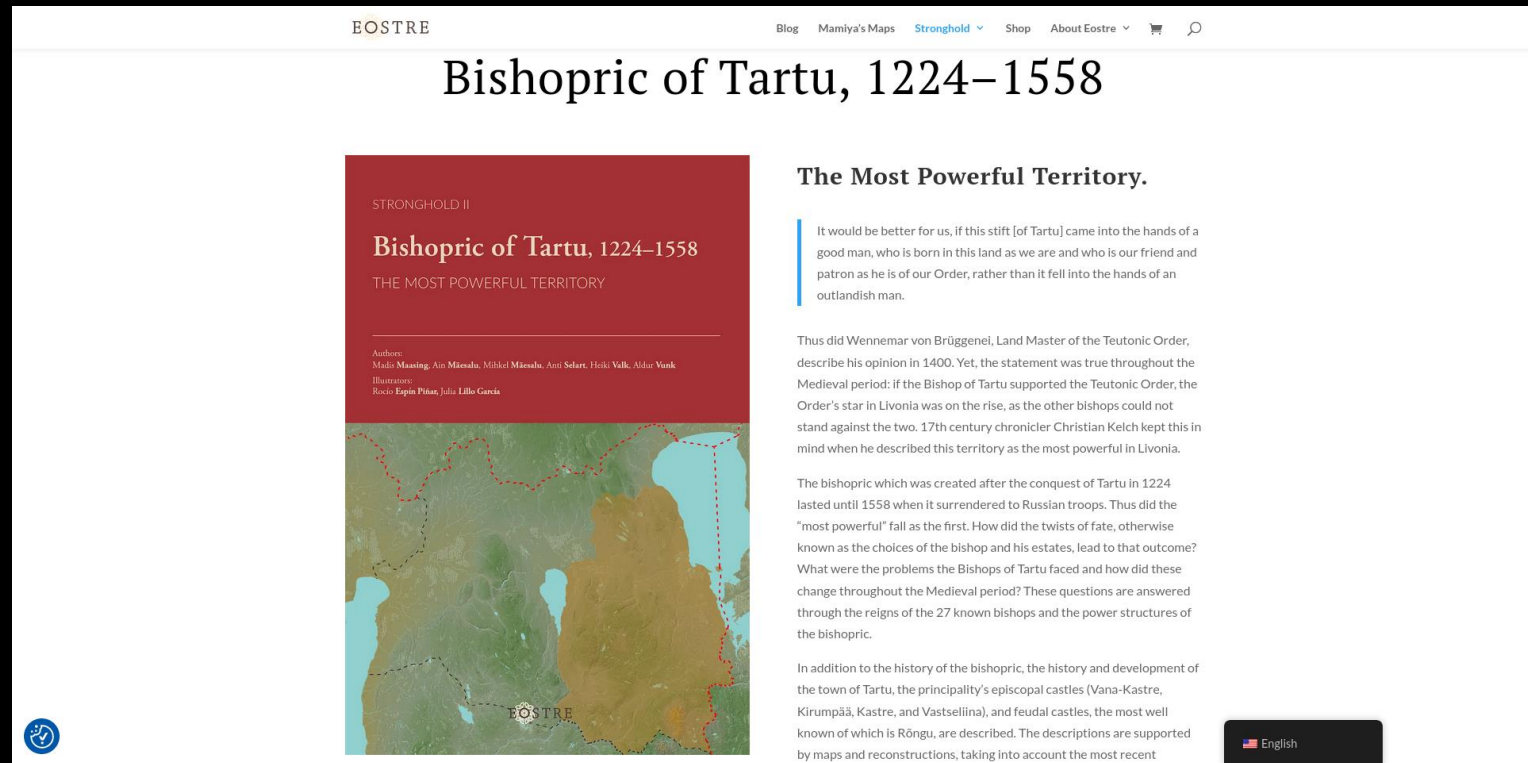 EOSTRE
Blog
Mamiya's Maps
Stronghold
Shop
About Eostre
Bishopric of Tartu, 1224–1558
STRONGHOLD II
Bishopric of Tartu, 1224–1558
THE MOST POWERFUL TERRITORY
Authors:
Madis Maasing, Ain Mäesalu, Mihkel Mäesalu, Anti Selart, Heiki Valk, Aldur Vunk
Illustrators:
Rocío Espín Piñar, Julia Lillo García
EOSTRE
The Most Powerful Territory.
It would be better for us, if this stift [of Tartu] came into the hands of a
good man, who is born in this land as we are and who is our friend and
patron as he is of our Order, rather than it fell into the hands of an
outlandish man.
Thus did Wennemar von Brüggenei, Land Master of the Teutonic Order,
describe his opinion in 1400. Yet, the statement was true throughout the
Medieval period: if the Bishop of Tartu supported the Teutonic Order, the
Order’s star in Livonia was on the rise, as the other bishops could not
stand against the two. 17th century chronicler Christian Kelch kept this in
mind when he described this territory as the most powerful in Livonia.
The bishopric which was created after the conquest of Tartu in 1224
lasted until 1558 when it surrendered to Russian troops. Thus did the
“most powerful” fall as the first. How did the twists of fate, otherwise
known as the choices of the bishop and his estates, lead to that outcome?
What were the problems the Bishops of Tartu faced and how did these
change throughout the Medieval period? These questions are answered
through the reigns of the 27 known bishops and the power structures of
the bishopric.
In addition to the history of the bishopric, the history and development of
the town of Tartu, the principality’s episcopal castles (Vana-Kastre,
Kirumpää, Kastre, and Vastseliina), and feudal castles, the most well
known of which is Rõngu, are described. The descriptions are supported
by maps and reconstructions, taking into account the most recent
English